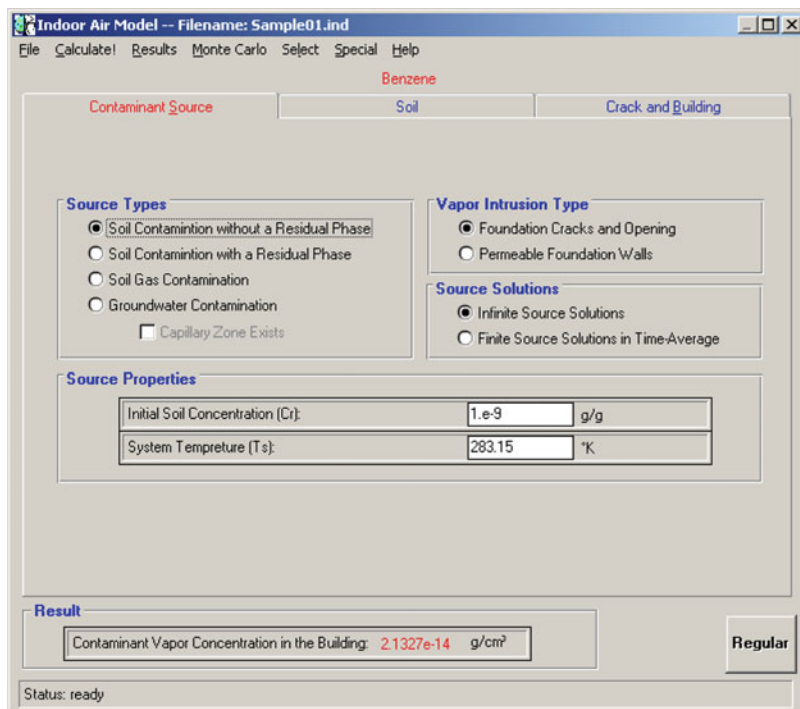 Indoor Air Model -- Filename: Sample01.ind
File Calculate! Results Monte Carlo Select Special Help
Benzene
Contaminant Source Soil Crack and Building
Source Types
Soil Contamintion without a Residual Phase
Soil Contamintion with a Residual Phase
Soil Gas Contamination
Groundwater Contamination
Capillary Zone Exists
Vapor Intrusion Type
Foundation Cracks and Opening
Permeable Foundation Walls
Source Solutions
Infinite Source Solutions
Finite Source Solutions in Time-Average
Source Properties
Initial Soil Concentration (Cr): 1.e-9 g/g
System Tempreture (Ts): 283.15 °K
Result
Contaminant Vapor Concentration in the Building: 2.1327e-14 g/cm³
Regular
Status: ready